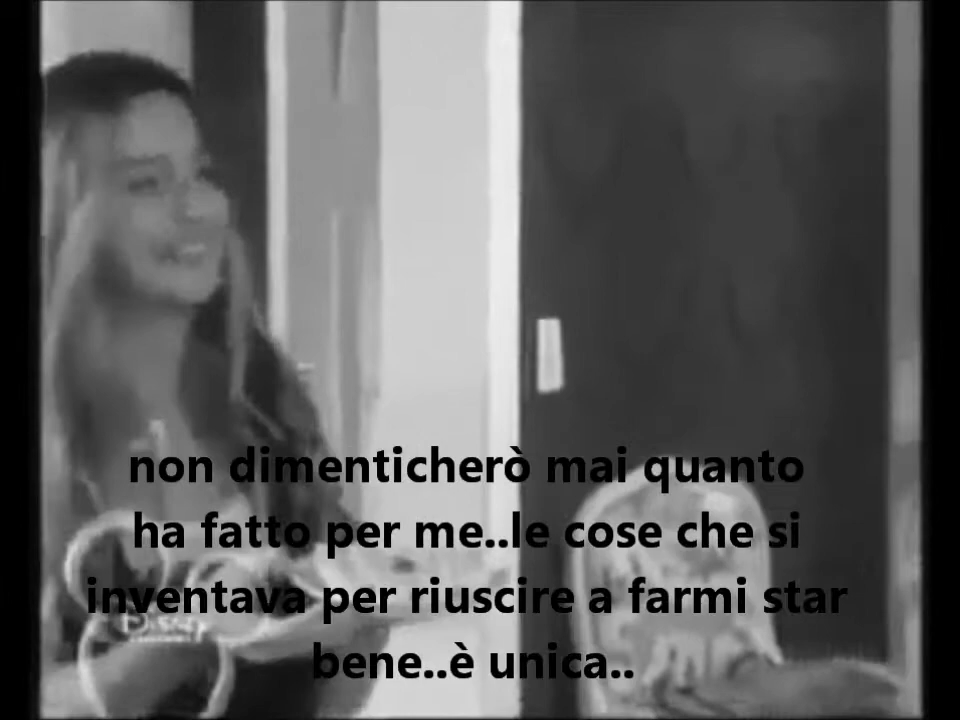 non dimenticherò mai quanto
ha fatto per me..le cose che si
inventava per riuscire a farmi star
bene..è unica..
Disney